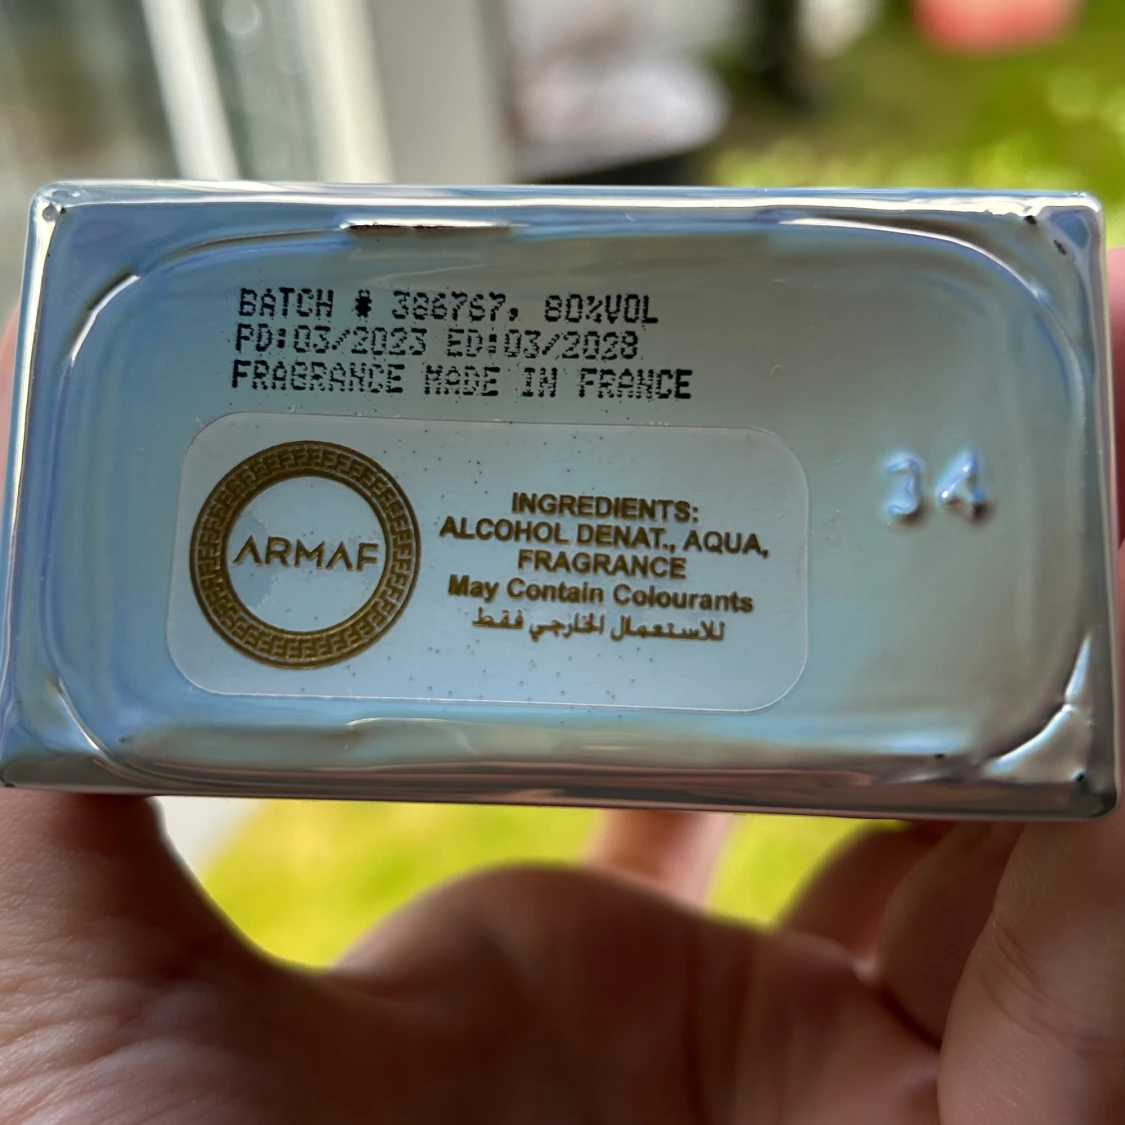 BATCH # 386767, 80%VOL
PD:03/2023 ED:03/2028
FRAGRANCE MADE IN FRANCE
ARMAF
INGREDIENTS:
ALCOHOL DENAT., AQUA,
FRAGRANCE
May Contain Colourants
للاستعمال الخارجي فقط
34